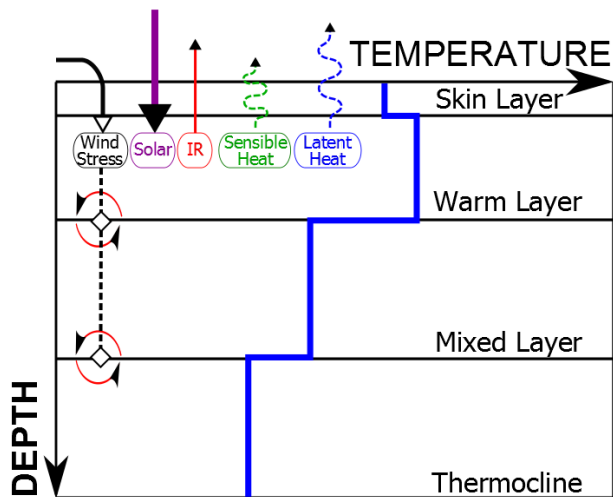 TEMPERATURE
Skin Layer
Wind
Stress
Solar
IR
Sensible
Heat
Latent
Heat
Warm Layer
Mixed Layer
DEPTH
Thermocline